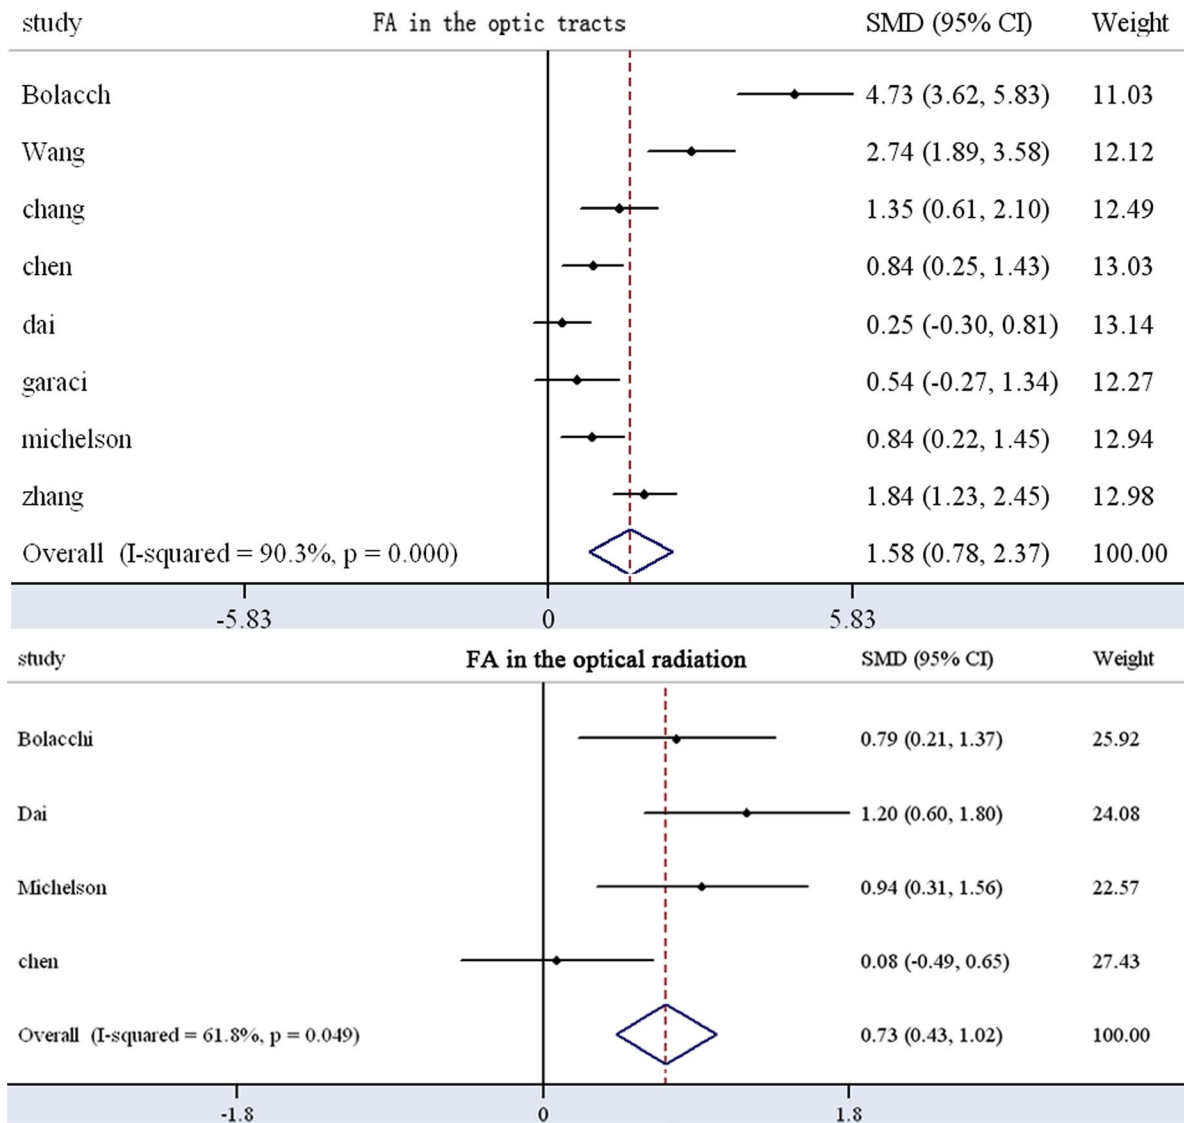 study FA in the optic tracts SMD (95% CI) Weight
Bolacch 4.73 (3.62, 5.83) 11.03
Wang 2.74 (1.89, 3.58) 12.12
chang 1.35 (0.61, 2.10) 12.49
chen 0.84 (0.25, 1.43) 13.03
dai 0.25 (-0.30, 0.81) 13.14
garaci 0.54 (-0.27, 1.34) 12.27
michelson 0.84 (0.22, 1.45) 12.94
zhang 1.84 (1.23, 2.45) 12.98
Overall (I-squared = 90.3%, p = 0.000) 1.58 (0.78, 2.37) 100.00
-5.83 0 5.83
study FA in the optical radiation SMD (95% CI) Weight
Bolacchi 0.79 (0.21, 1.37) 25.92
Dai 1.20 (0.60, 1.80) 24.08
Michelson 0.94 (0.31, 1.56) 22.57
chen 0.08 (-0.49, 0.65) 27.43
Overall (I-squared = 61.8%, p = 0.049) 0.73 (0.43, 1.02) 100.00
-1.8 0 1.8